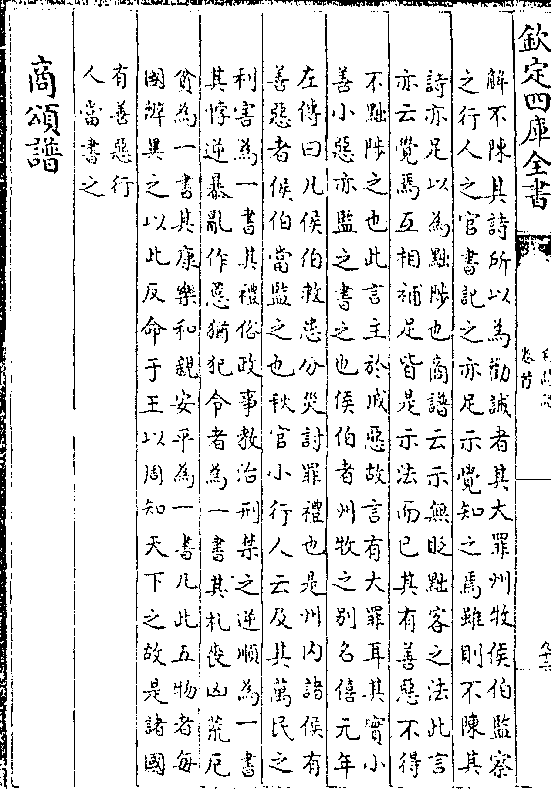 欽定四庫全書
卷首
解不陳其詩所以為勸誡者其大罪州牧侯伯監察
之行人之官書記之亦足示覺知之焉雖則不陳其
詩亦足以為黜陟也商譜云示無貶黜客之法此言
亦云覺焉互相補足皆是示法而已其有善惡不得
不黜陟之也此言主於戒惡故言有大罪耳其實小
善小惡亦監之書之也侯伯者州牧之别名僖元年
左傳曰凡侯伯救患分災討罪禮也是州内諸侯有
善惡者侯伯當監之也秋官小行人云及其萬民之
利害為一書其禮俗政事教治刑禁之逆順為一書
其悖逆暴亂作慝猶犯令者為一書其札喪凶荒厄
貧為一書其康樂和親安平為一書凡此五物者每
國辨異之以此反命于王以周知天下之故是諸國
有善惡行
人當書之
商頌譜